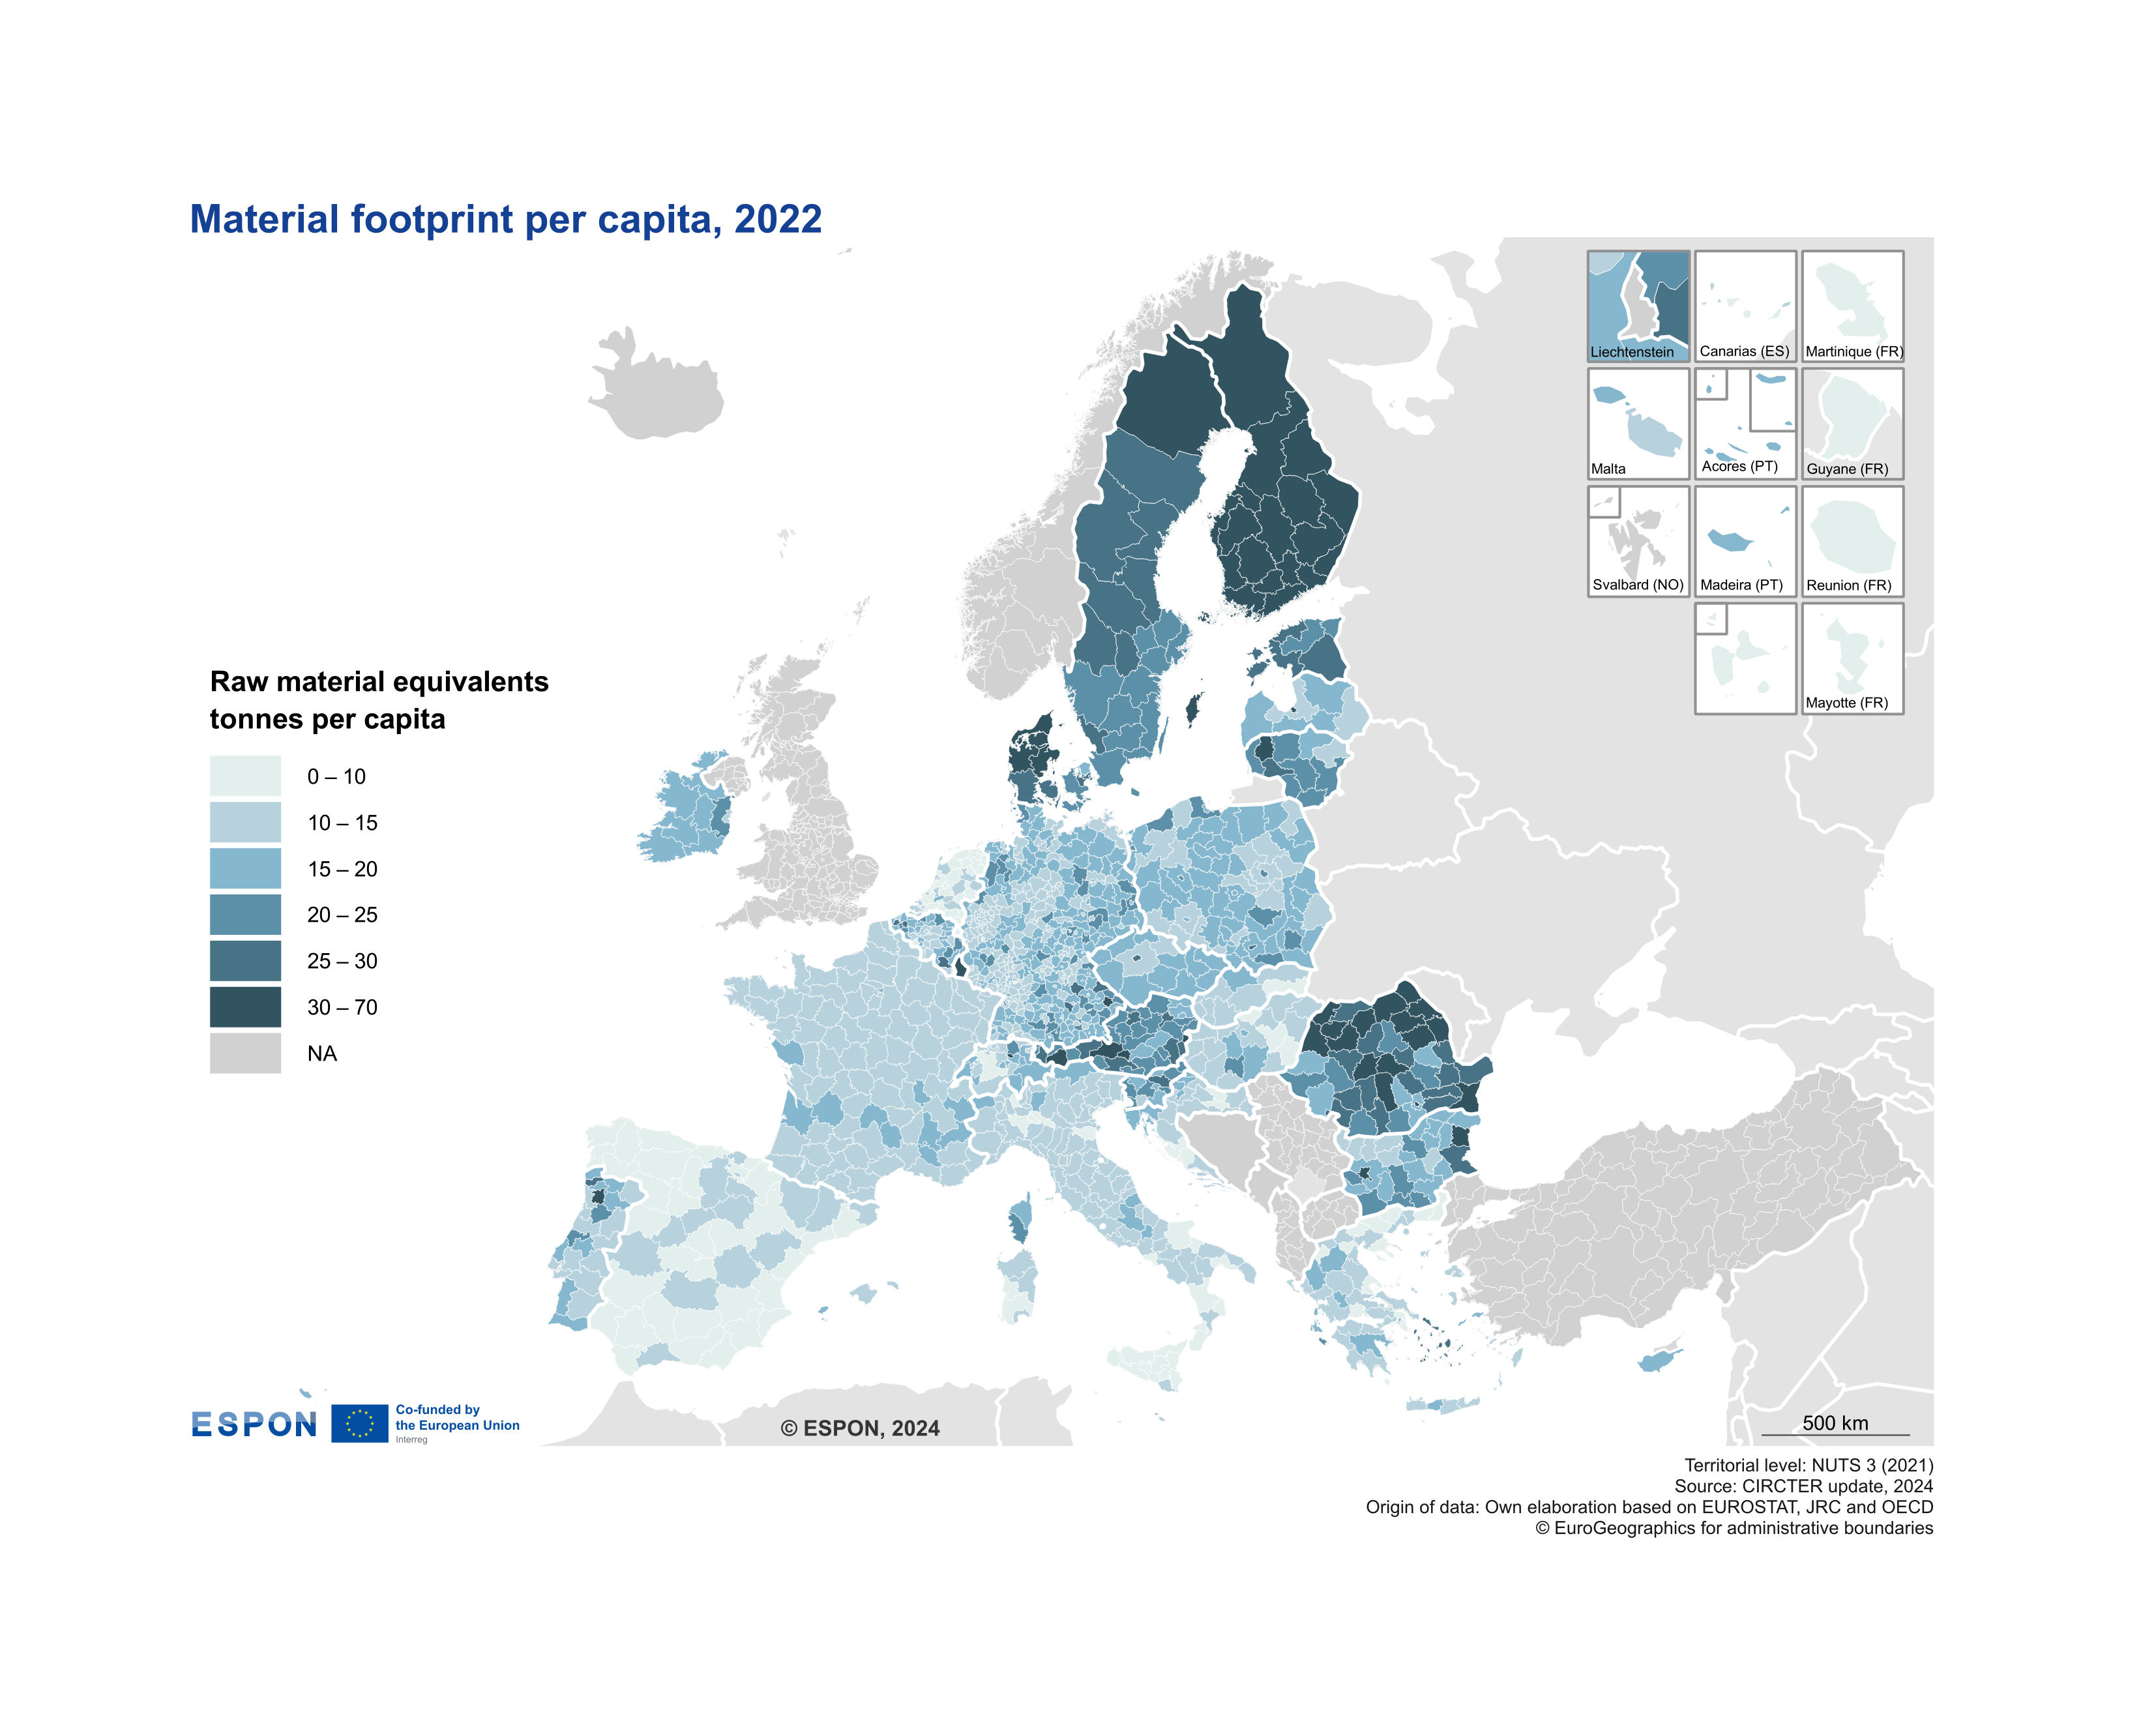 Material footprint per capita, 2022
Raw material equivalents
tonnes per capita
0 – 10
10 – 15
15 – 20
20 – 25
25 – 30
30 – 70
NA
Liechtenstein
Canarias (ES)
Martinique (FR)
Malta
Acores (PT)
Guyane (FR)
Svalbard (NO)
Madeira (PT)
Reunion (FR)
Mayotte (FR)
ESPON
Co-funded by
the European Union
Interreg
© ESPON, 2024
500 km
Territorial level: NUTS 3 (2021)
Source: CIRCTER update, 2024
Origin of data: Own elaboration based on EUROSTAT, JRC and OECD
© EuroGeographics for administrative boundaries